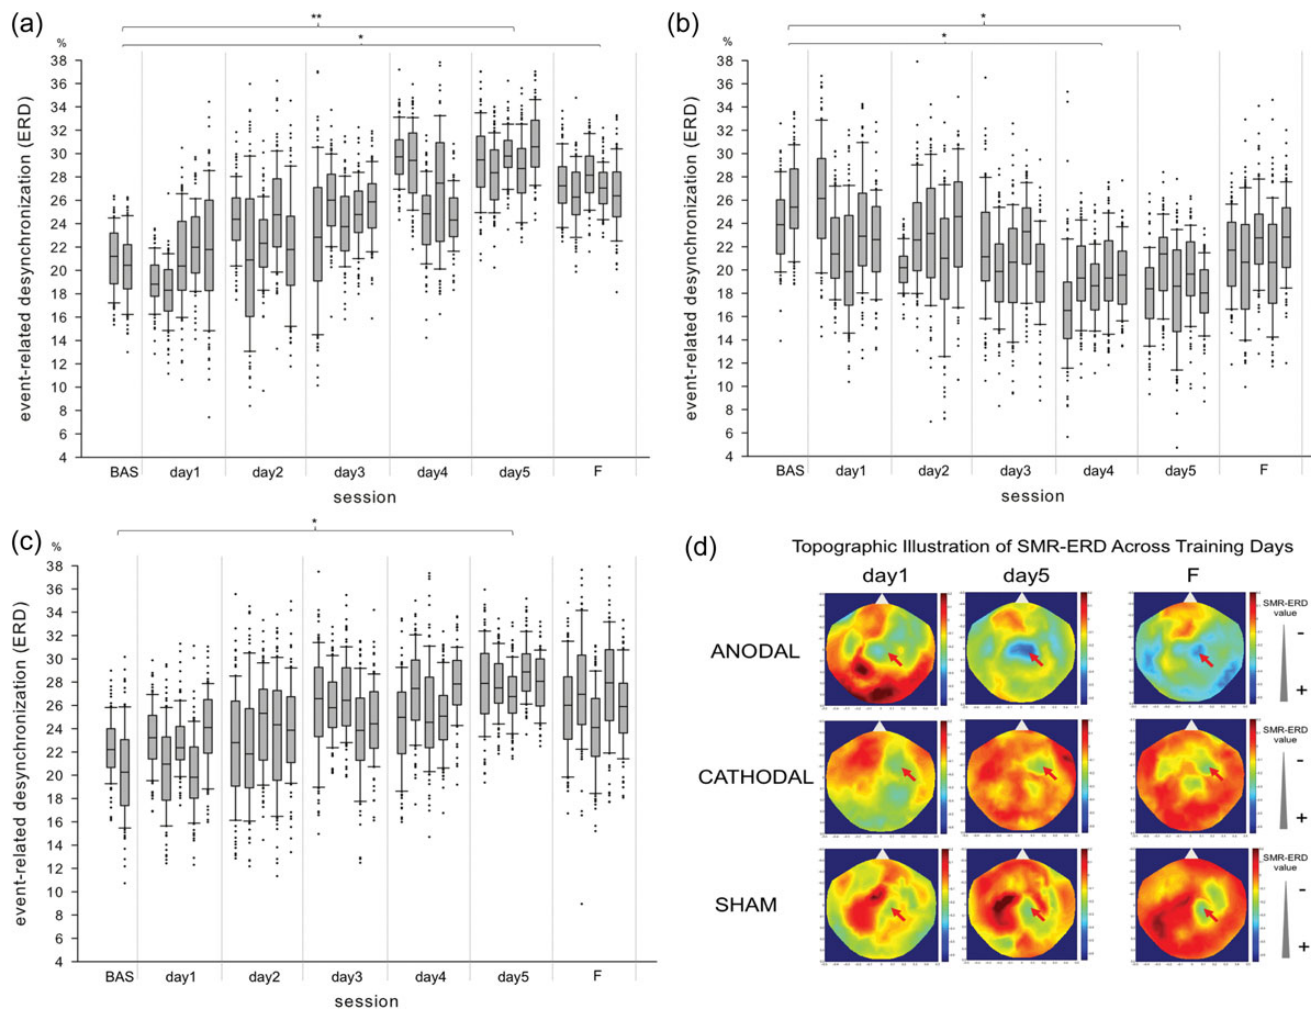 (a)
**
*
%
38
36
34
32
30
28
26
24
22
20
18
16
14
12
10
8
6
4
event-related desynchronization (ERD)
BAS day1 day2 day3 day4 day5 F
session
(b)
*
*
%
38
36
34
32
30
28
26
24
22
20
18
16
14
12
10
8
6
4
event-related desynchronization (ERD)
BAS day1 day2 day3 day4 day5 F
session
(c)
*
%
38
36
34
32
30
28
26
24
22
20
18
16
14
12
10
8
6
4
event-related desynchronization (ERD)
BAS day1 day2 day3 day4 day5 F
session
(d)
Topographic Illustration of SMR-ERD Across Training Days
day1 day5 F
ANODAL
SMR-ERD
value
-
+
CATHODAL
SMR-ERD
value
-
+
SHAM
SMR-ERD
value
-
+